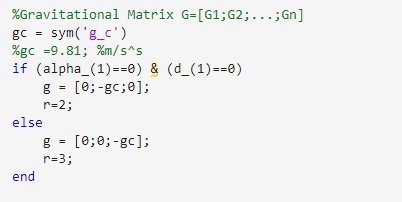 %Gravitational Matrix G=[G1;G2;...;Gn]
gc = sym('g_c')
%gc =9.81; %m/s^s
if (alpha_(1)==0) & (d_(1)==0)
g = [0;-gc;0];
r=2;
else
g = [0;0;-gc];
r=3;
end